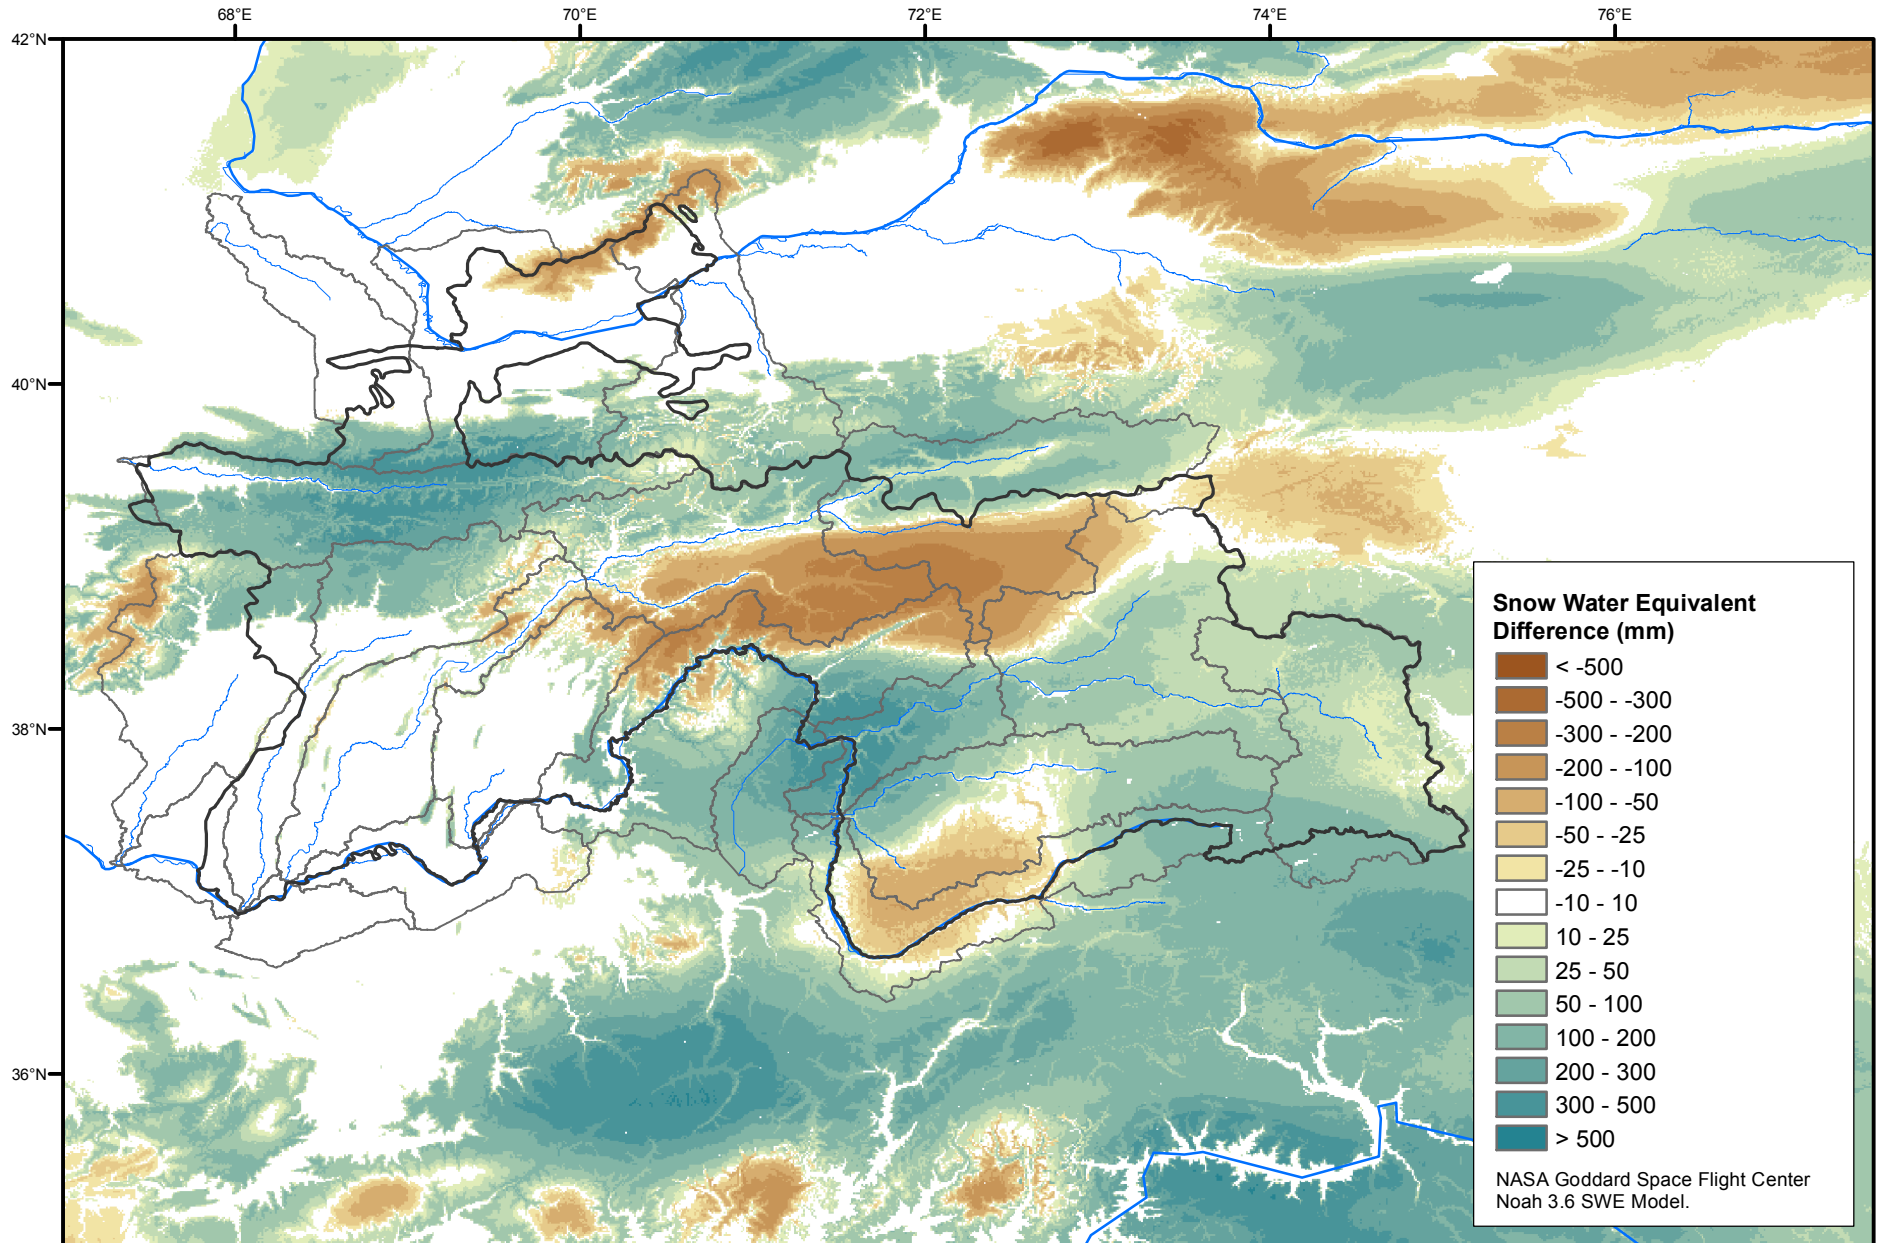 68°E
70°E
72°E
74°E
76°E
42°N
40°N
38°N
36°N
Snow Water Equivalent
Difference (mm)
< -500
-500 - -300
-300 - -200
-200 - -100
-100 - -50
-50 - -25
-25 - -10
-10 - 10
10 - 25
25 - 50
50 - 100
100 - 200
200 - 300
300 - 500
> 500
NASA Goddard Space Flight Center
Noah 3.6 SWE Model.